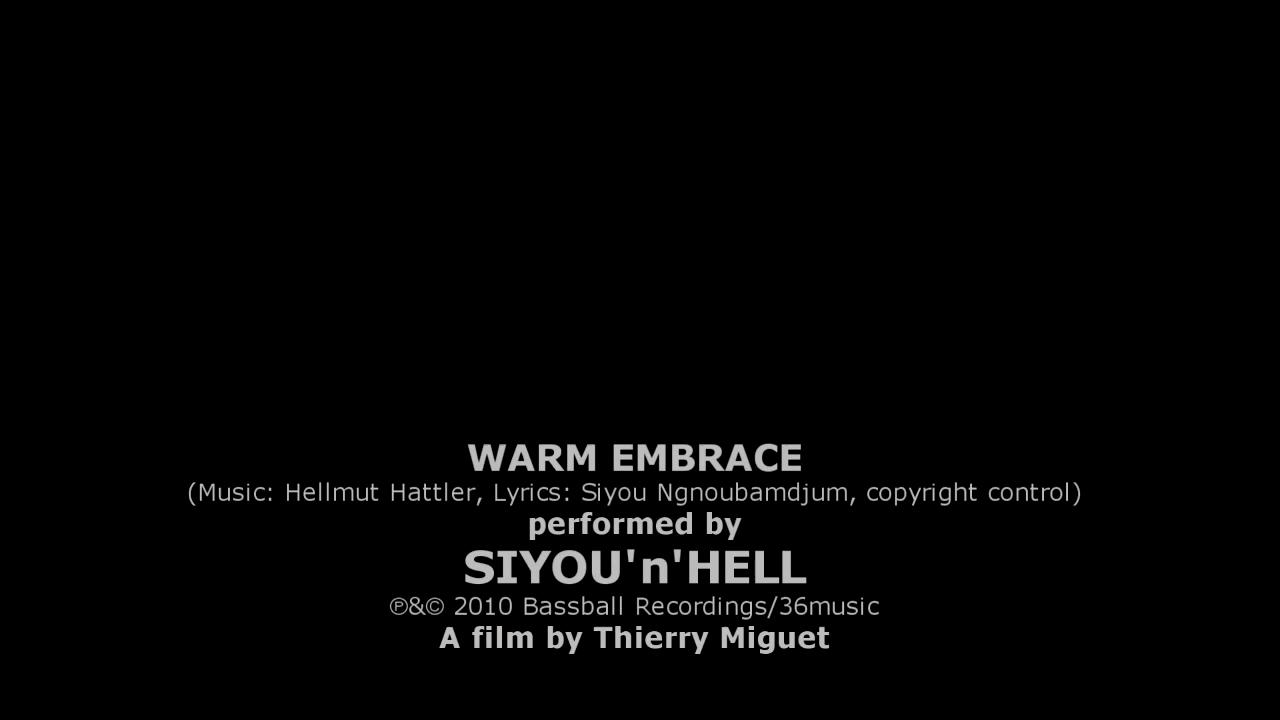 WARM EMBRACE
(Music: Hellmut Hattler, Lyrics: Siyou Ngnoubamdjum, copyright control)
performed by
SIYOU'n'HELL
℗&© 2010 Bassball Recordings/36music
A film by Thierry Miguet